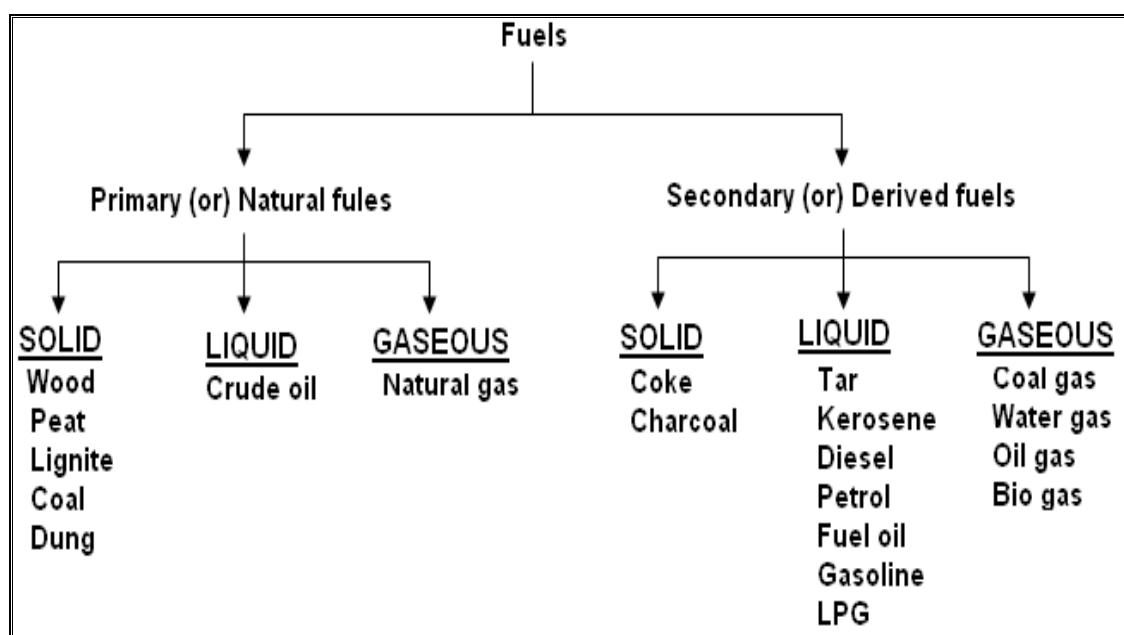 Fuels
Primary (or) Natural fules
Secondary (or) Derived fuels
SOLID
Wood
Peat
Lignite
Coal
Dung
LIQUID
Crude oil
GASEOUS
Natural gas
SOLID
Coke
Charcoal
LIQUID
Tar
Kerosene
Diesel
Petrol
Fuel oil
Gasoline
LPG
GASEOUS
Coal gas
Water gas
Oil gas
Bio gas